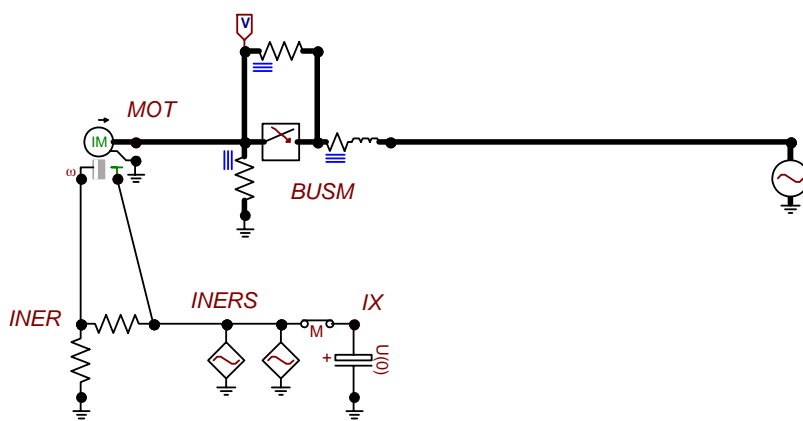 V
MOT
IM
ω
BUSM
INERS
IX
INER
M
+
U(0)